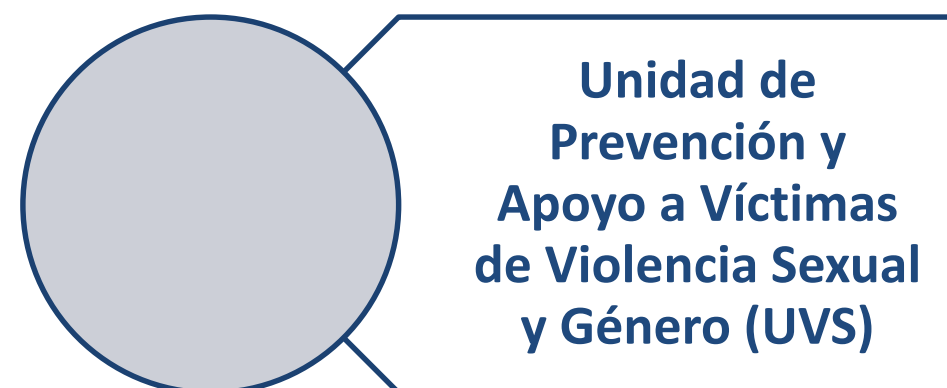 Unidad de
Prevención y
Apoyo a Víctimas
de Violencia Sexual
y Género (UVS)